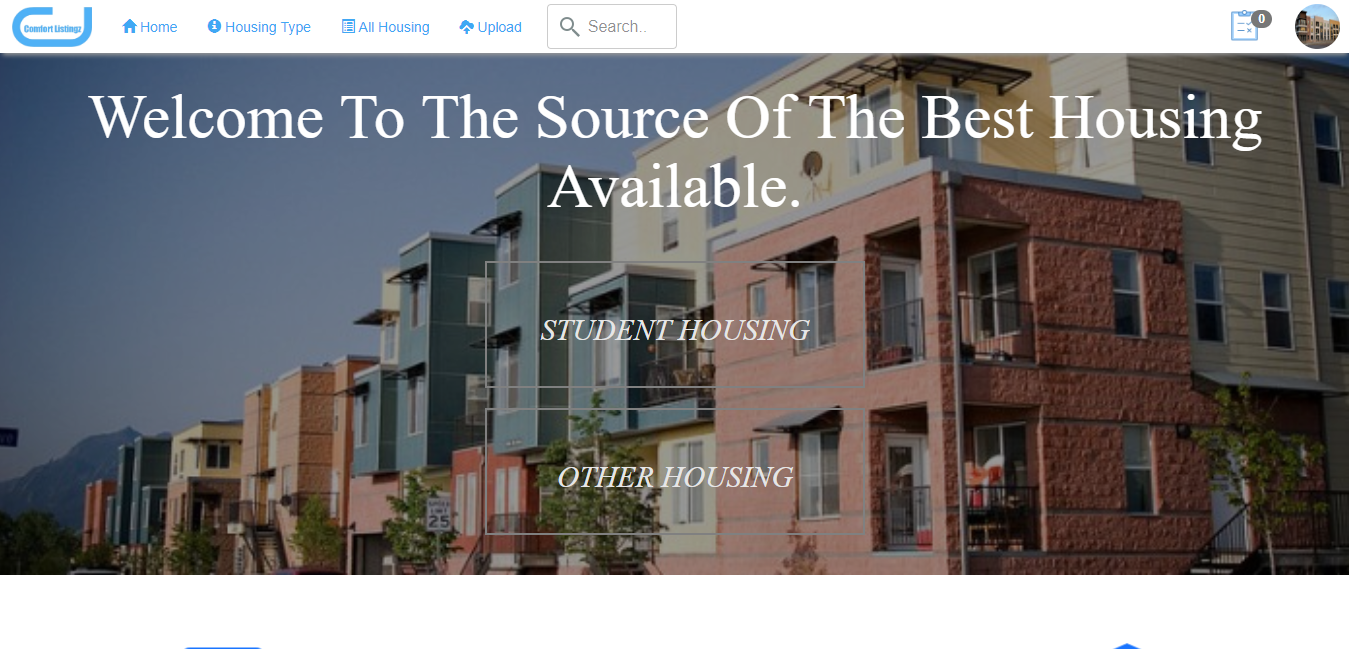 Comfort Listingz
Home
Housing Type
All Housing
Upload
Search..
0
Welcome To The Source Of The Best Housing
Available.
STUDENT HOUSING
OTHER HOUSING
SPEED
LIMIT
25